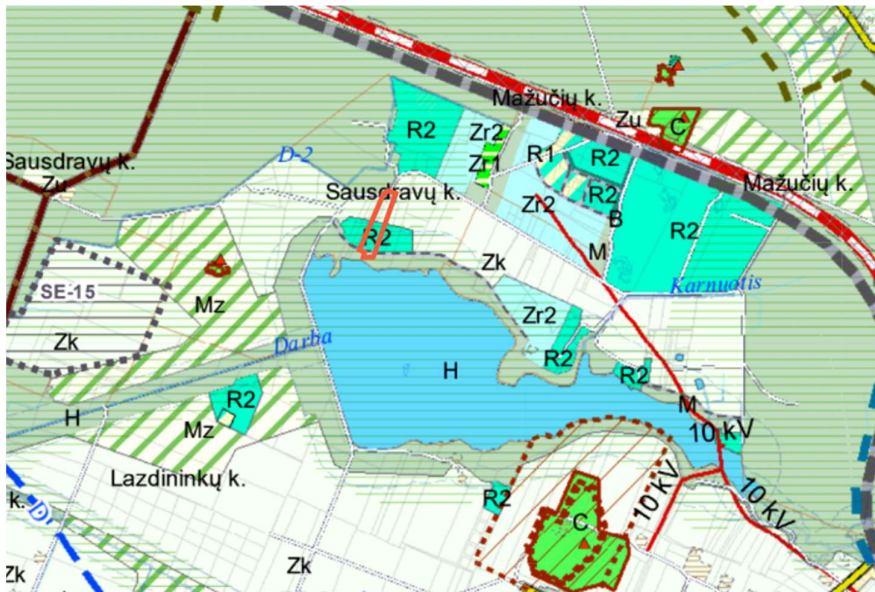 Mažučių k.
R2
Zr2
Zu
C
Zr1
R1
R2
D-2
Sausdravų k.
Zu
Sausdravų k.
R2
Mažučių k.
Zr2
B
R2
R2
M
Zk
Karnuotis
SE-15
Mz
Zr2
Zk
Darba
R2
H
R2
R2
M
H
Mz
10 kV
Lazdininkų k.
R2
10 kV
10 kV
k.
D
C
Zk
Zk